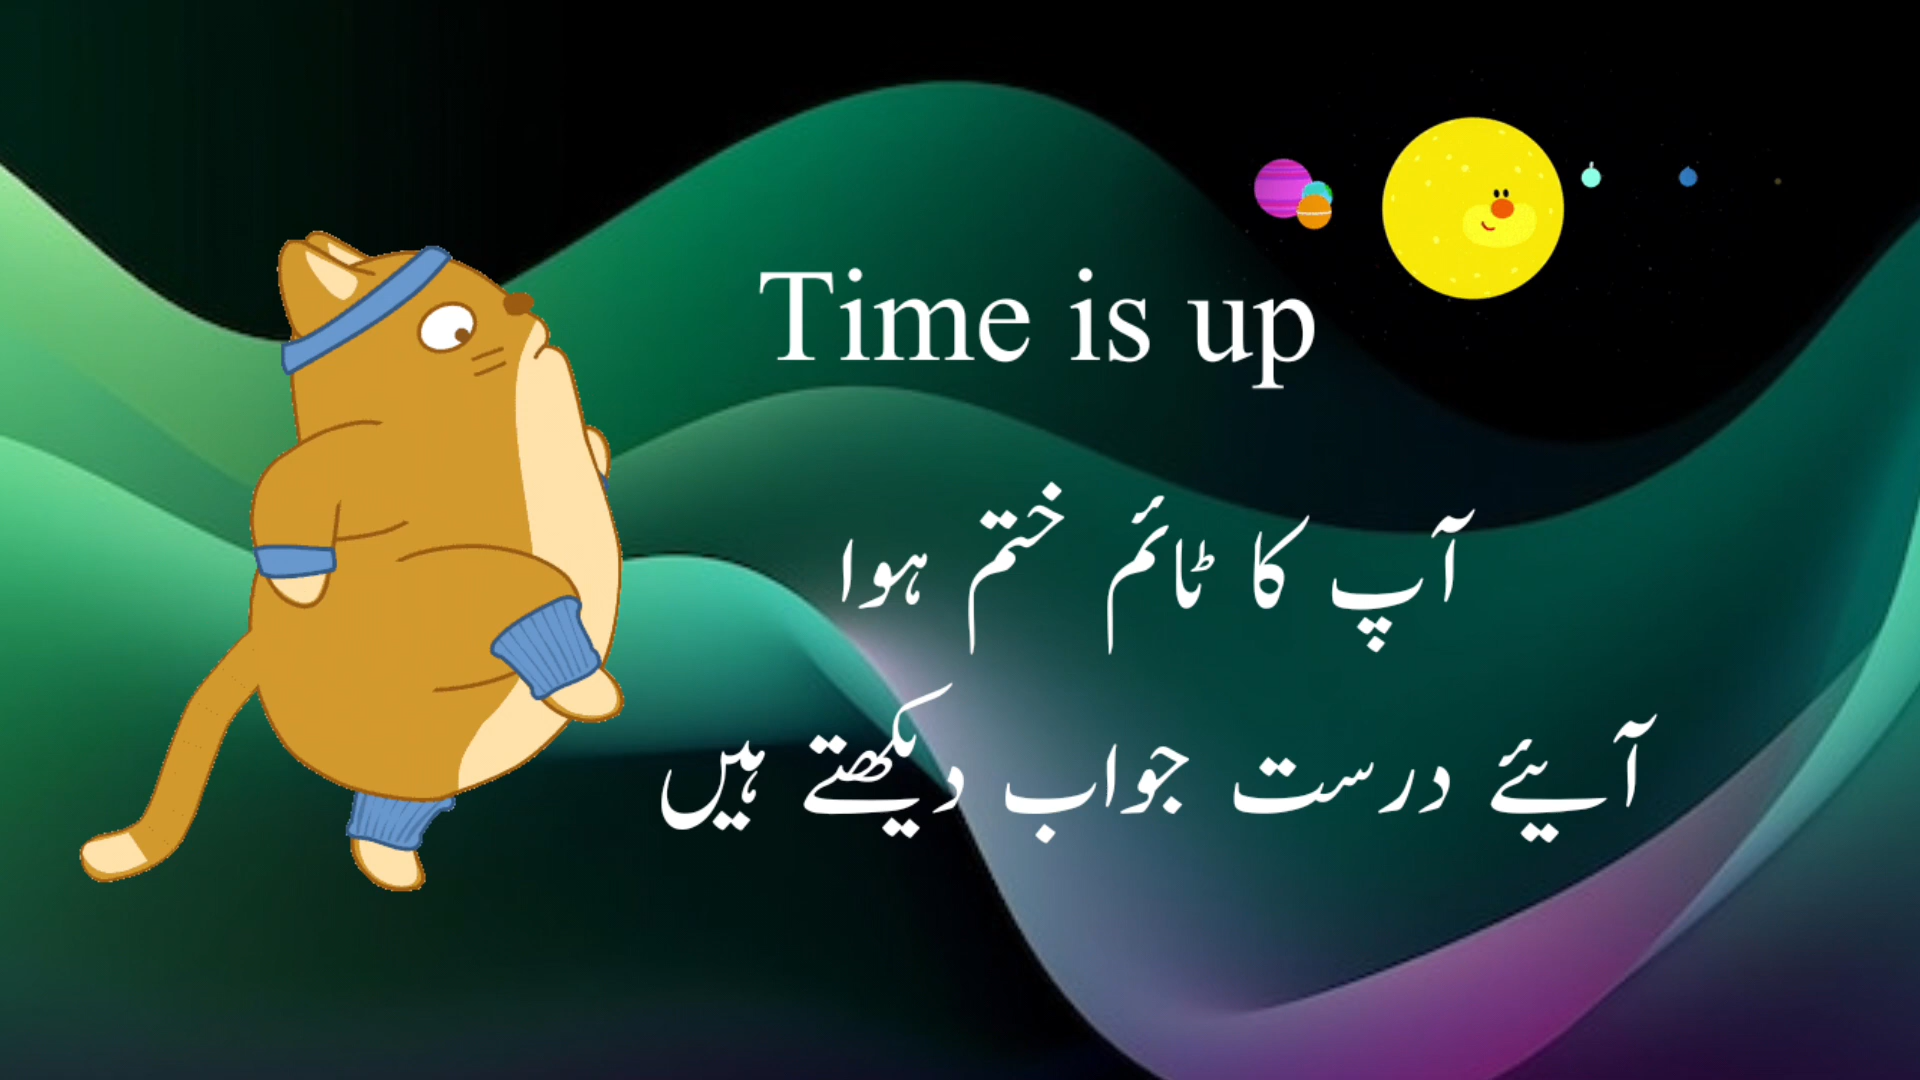 Time is up
آپ کا ٹائم ختم ہوا
آیئے درست جواب دیکھتے ہیں